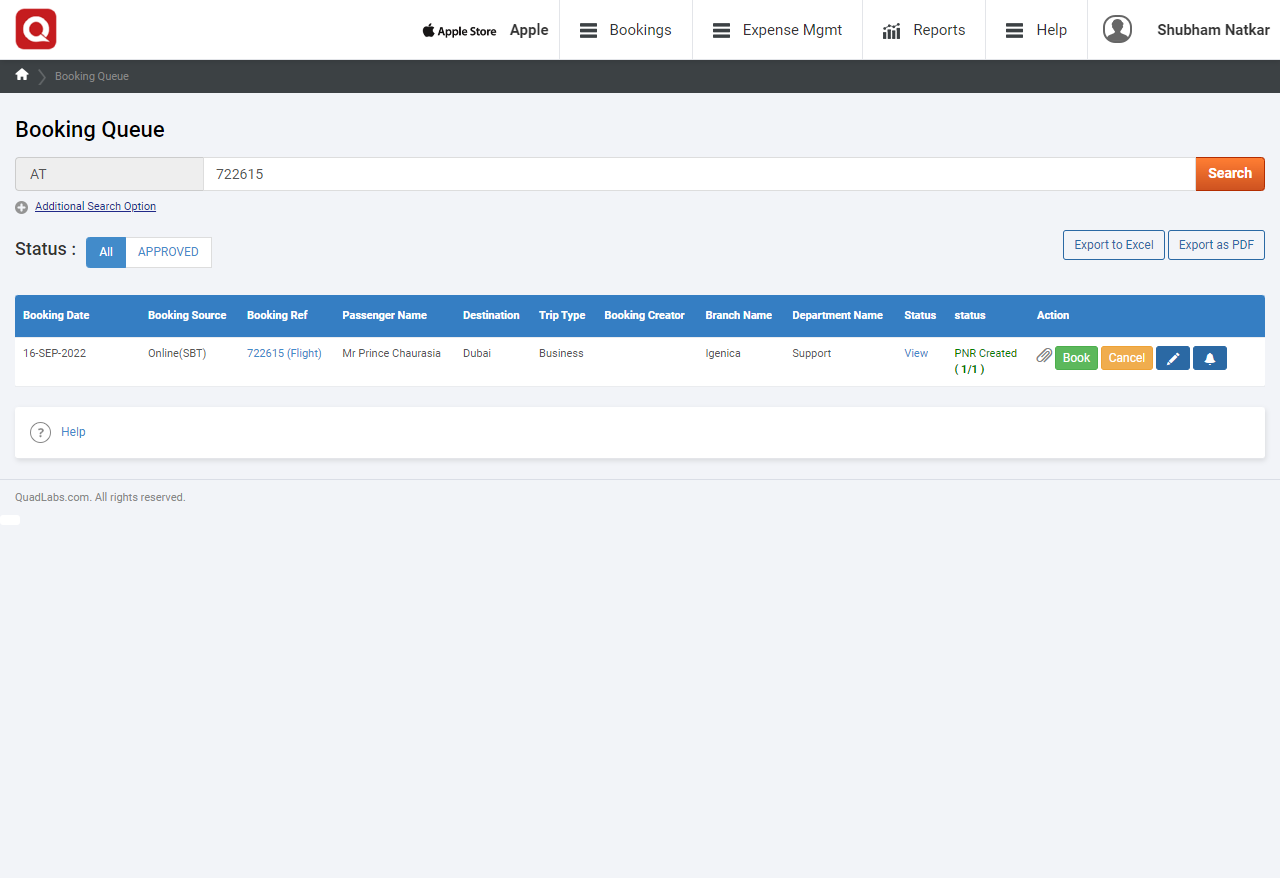 Apple Store Apple Bookings Expense Mgmt Reports Help Shubham Natkar
Booking Queue
Booking Queue
AT 722615 Search
Additional Search Option
Status : All APPROVED Export to Excel Export as PDF
Booking Date Booking Source Booking Ref Passenger Name Destination Trip Type Booking Creator Branch Name Department Name Status status Action
16-SEP-2022 Online(SBT) 722615 (Flight) Mr Prince Chaurasia Dubai Business Igenica Support View PNR Created Book Cancel
( 1/1 )
? Help
QuadLabs.com. All rights reserved.